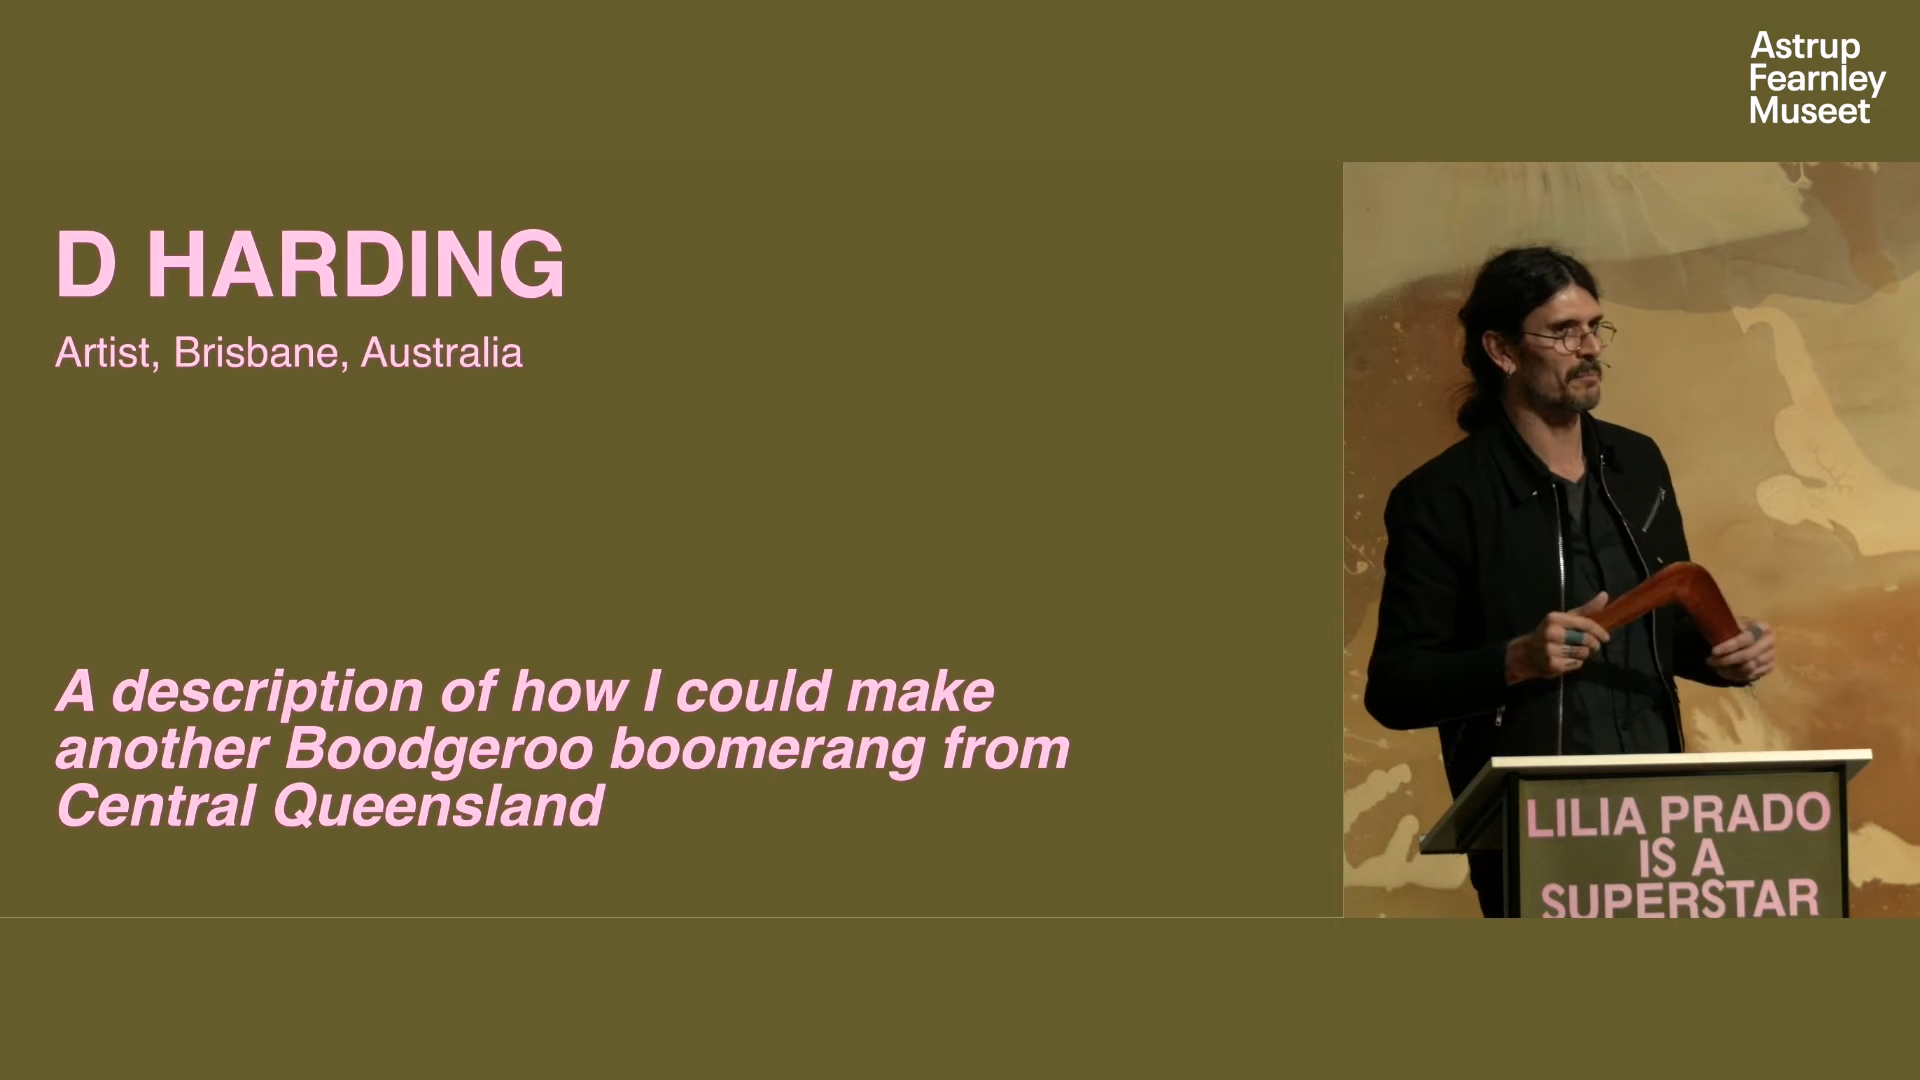 Astrup
Fearnley
Museet
D HARDING
Artist, Brisbane, Australia
A description of how I could make
another Boodgeroo boomerang from
Central Queensland
LILIA PRADO
IS A
SUPERSTAR